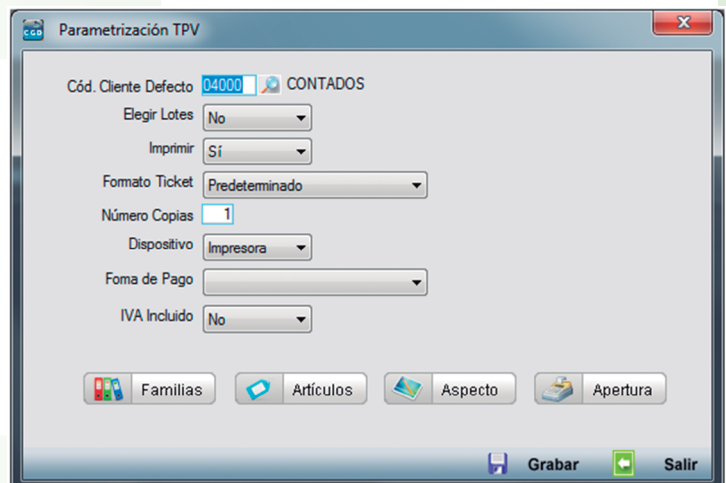 CGD Parametrización TPV
Cód. Cliente Defecto 04000 CONTADOS
Elegir Lotes No
Imprimir Sí
Formato Ticket Predeterminado
Número Copias 1
Dispositivo Impresora
Foma de Pago
IVA Incluido No
Familias Artículos Aspecto Apertura
Grabar Salir